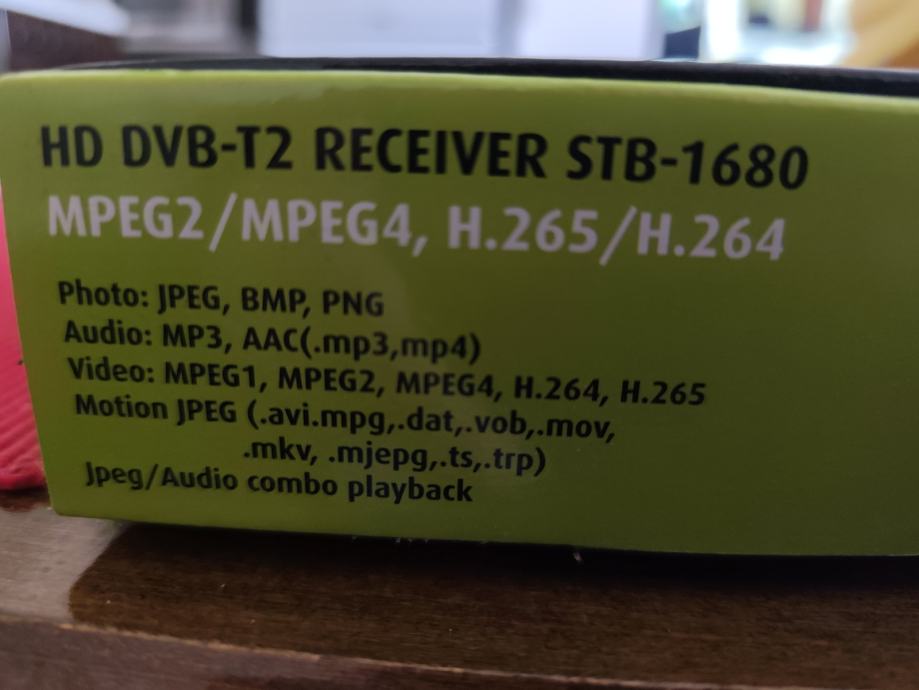 HD DVB-T2 RECEIVER STB-1680
MPEG2/MPEG4, H.265/H.264
Photo: JPEG, BMP, PNG
Audio: MP3, AAC(.mp3,mp4)
Video: MPEG1, MPEG2, MPEG4, H.264, H.265
Motion JPEG (.avi.mpg,.dat,.vob,.mov,
.mkv, .mjepg,.ts,.trp)
Jpeg/Audio combo playback